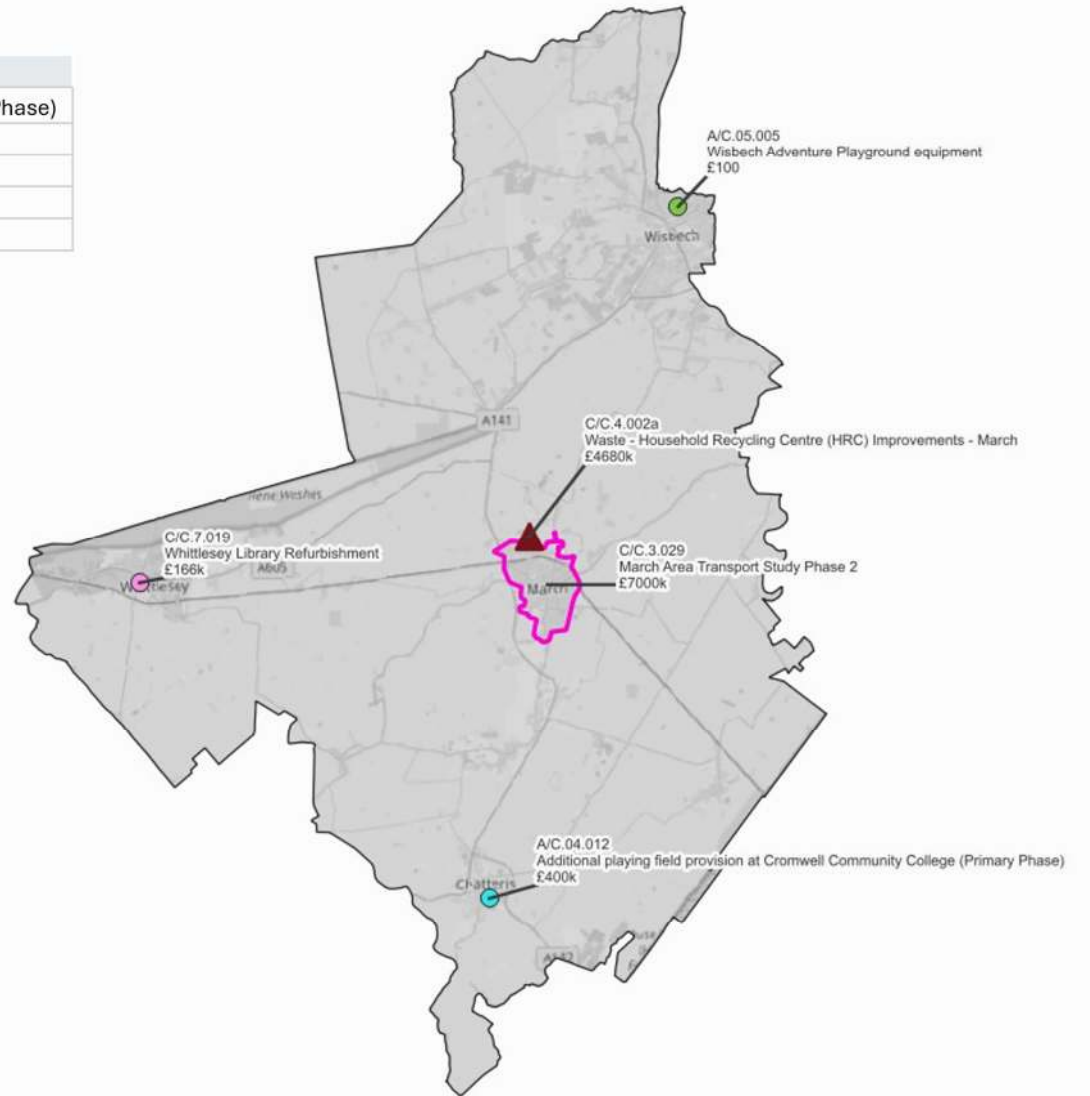 Phase)
A/C.05.005
Wisbech Adventure Playground equipment
£100
Wisbech
A141
C/C.4.002a
Waste - Household Recycling Centre (HRC) Improvements - March
£4680k
Nene Washes
C/C.7.019
Whittlesey Library Refurbishment
£166k
A605
Whittlesey
C/C.3.029
March Area Transport Study Phase 2
£7000k
March
A/C.04.012
Additional playing field provision at Cromwell Community College (Primary Phase)
£400k
Chatteris